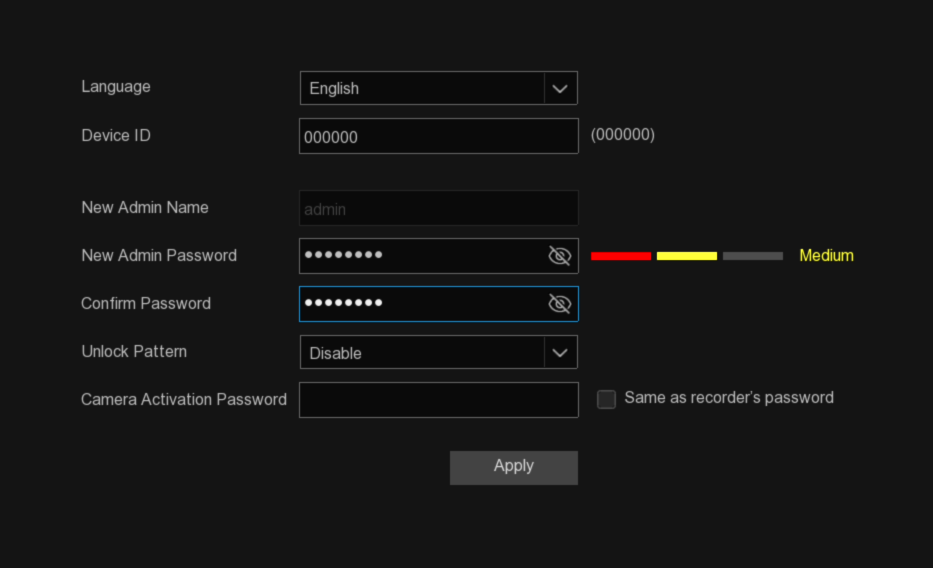 Language English
Device ID 000000 (000000)
New Admin Name admin
New Admin Password •••••••• Medium
Confirm Password ••••••••
Unlock Pattern Disable
Camera Activation Password Same as recorder's password
Apply